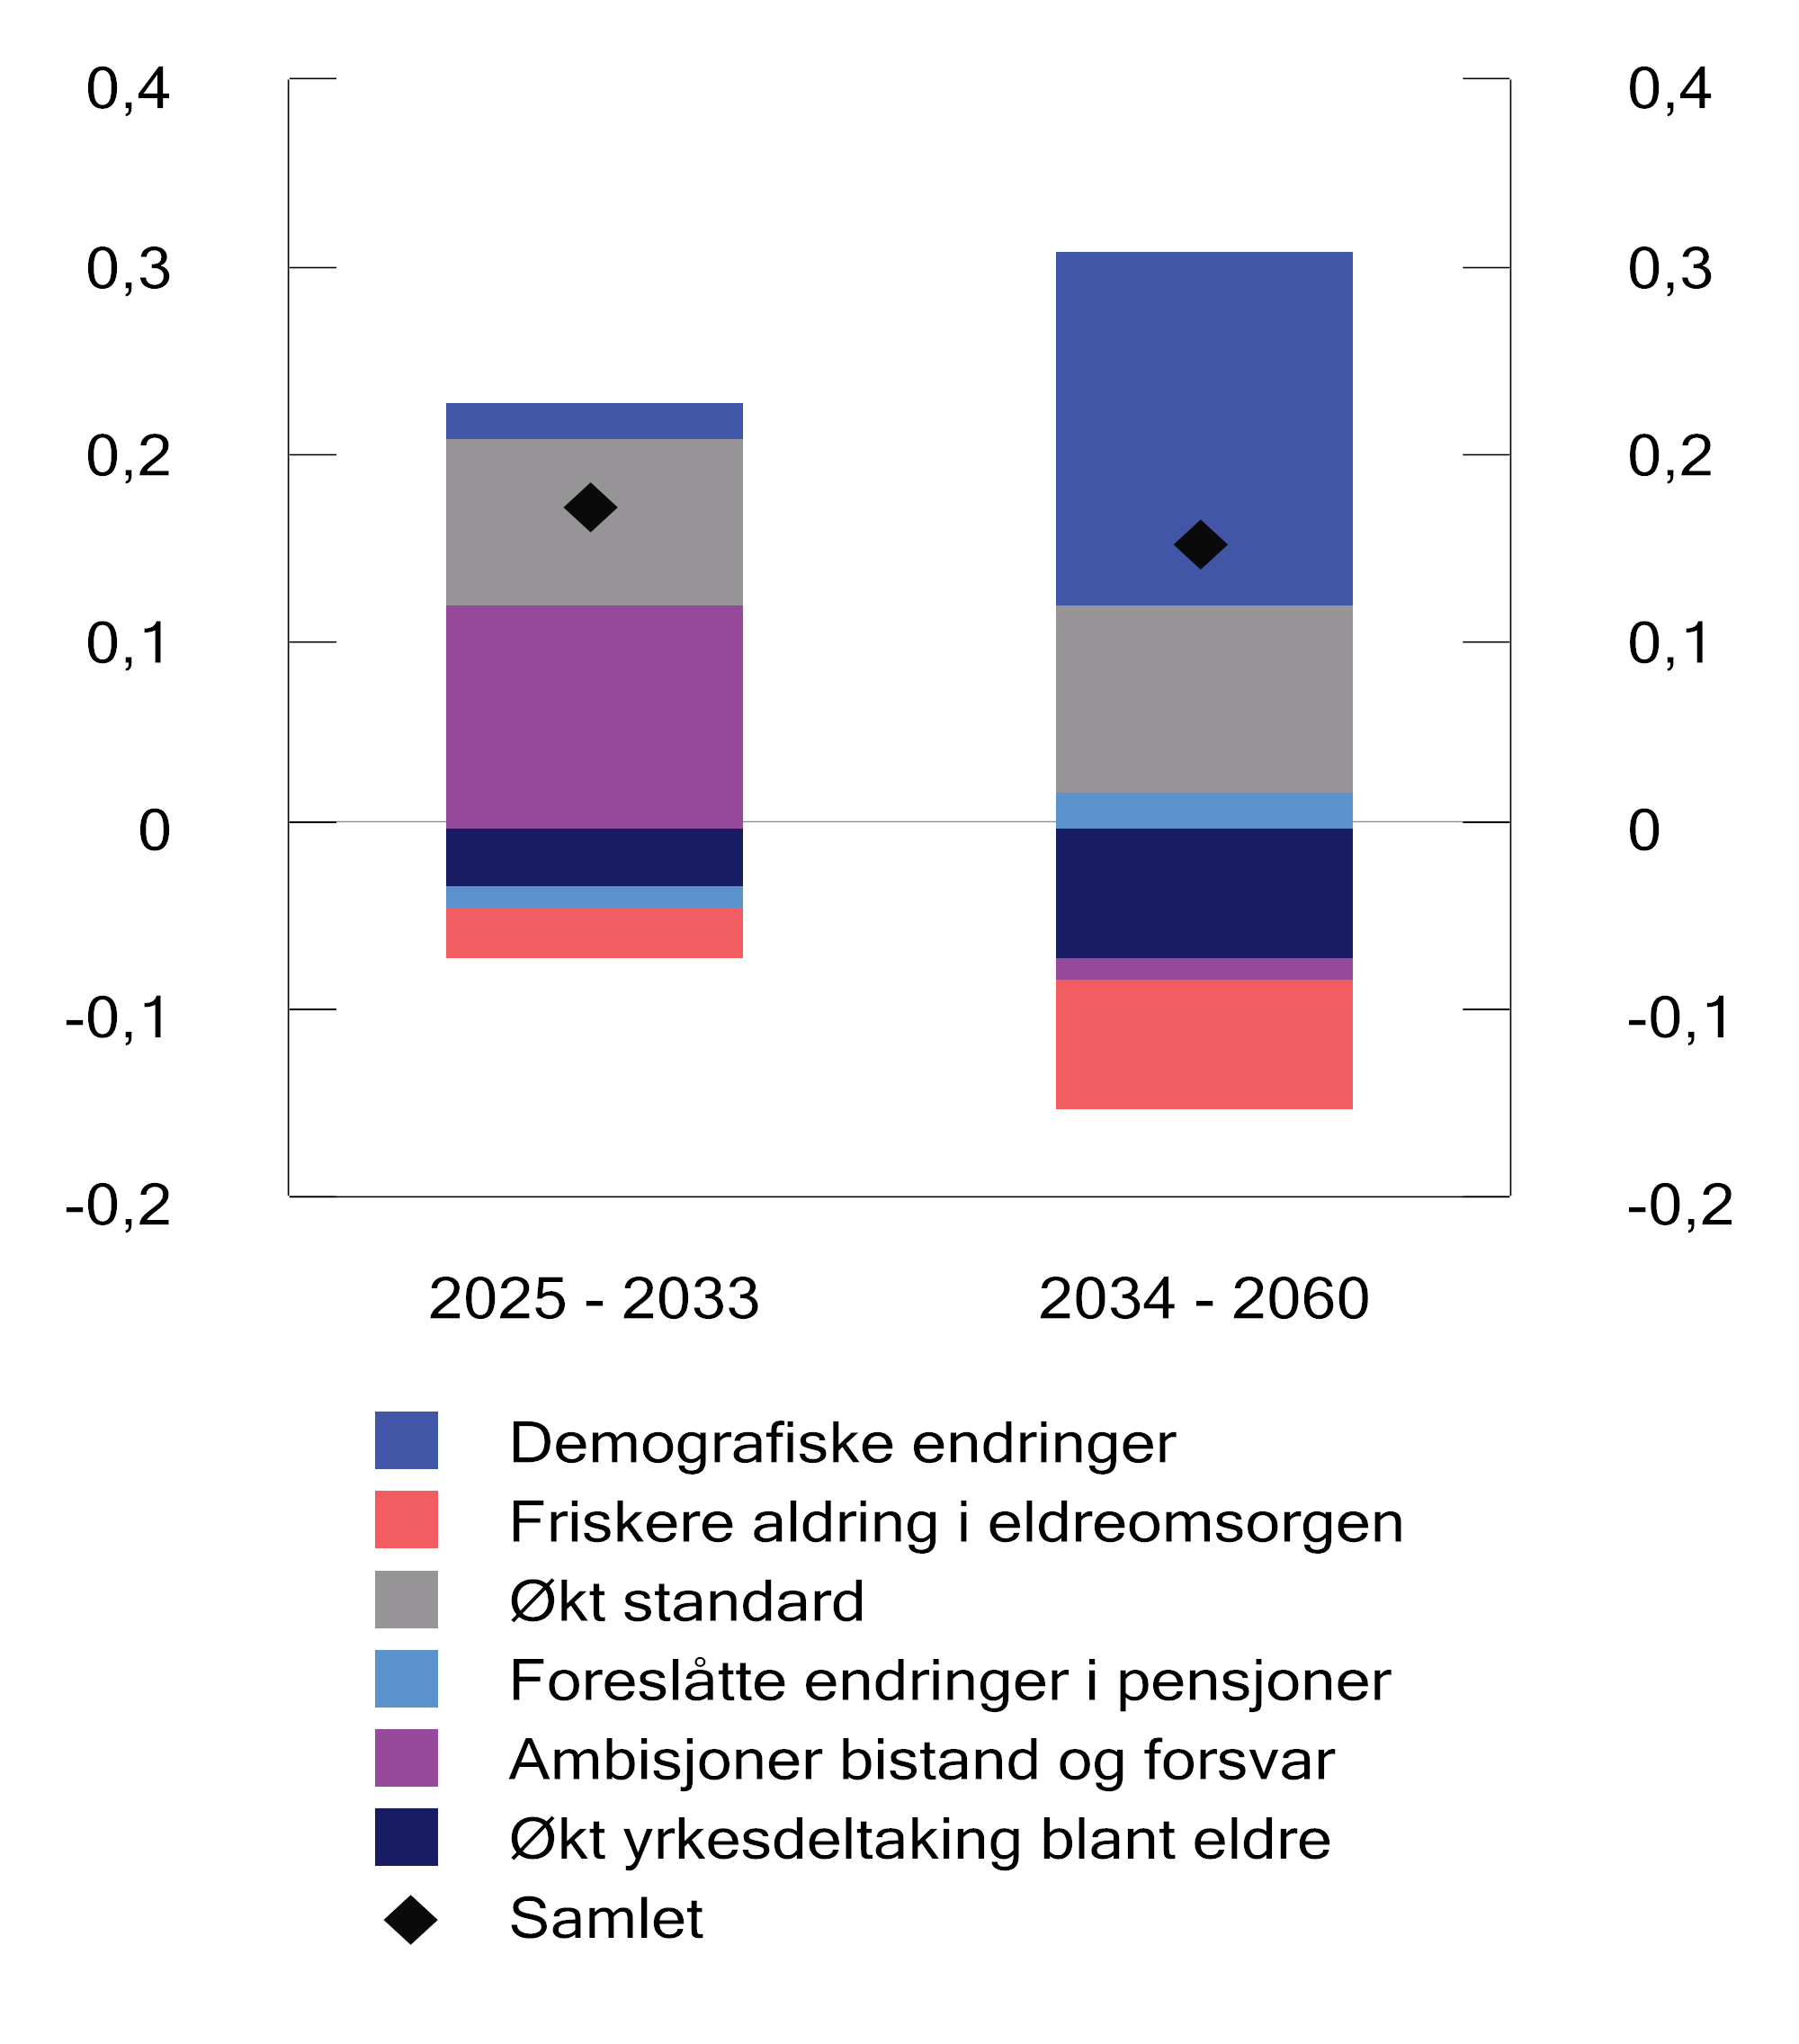 0,4 0,4
0,3 0,3
0,2 0,2
0,1 0,1
0 0
-0,1 -0,1
-0,2 -0,2
2025 - 2033 2034 - 2060
Demografiske endringer
Friskere aldring i eldreomsorgen
Økt standard
Foreslåtte endringer i pensjoner
Ambisjoner bistand og forsvar
Økt yrkesdeltaking blant eldre
Samlet